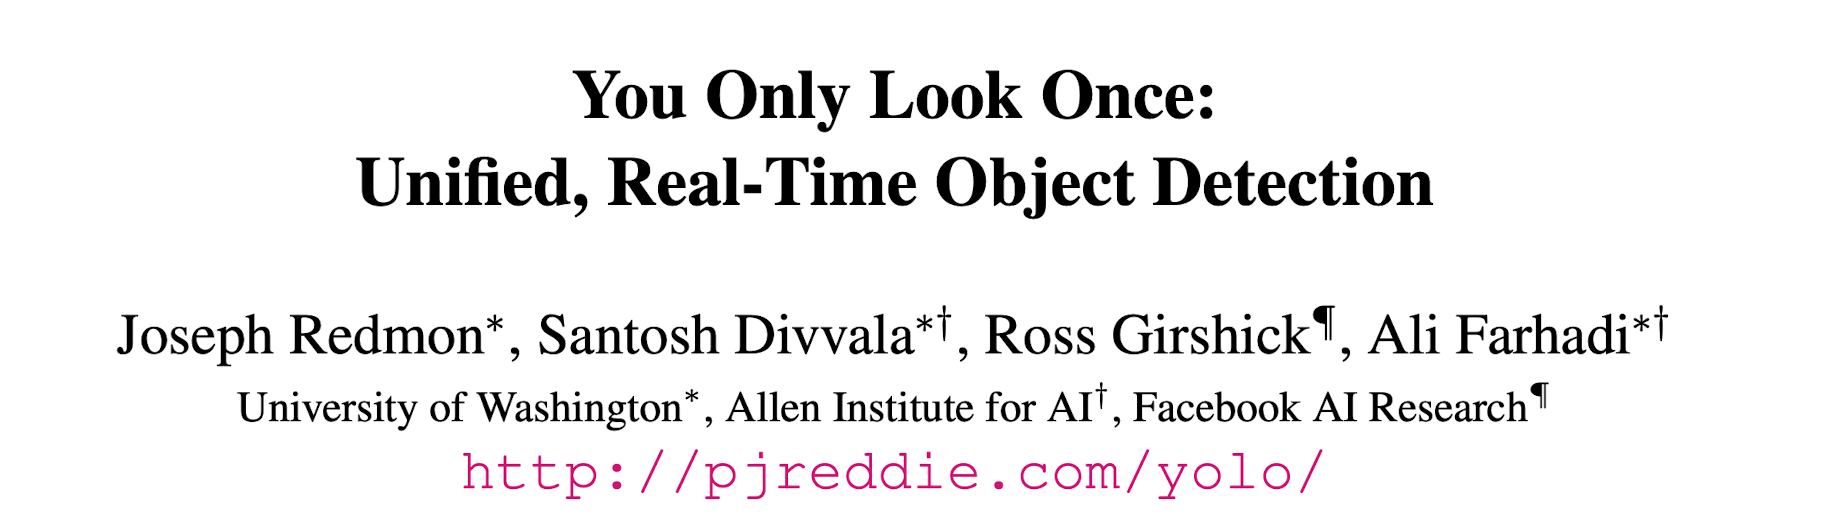 You Only Look Once:
Unified, Real-Time Object Detection
Joseph Redmon*, Santosh Divvala*†, Ross Girshick¶, Ali Farhadi*†
University of Washington*, Allen Institute for AI†, Facebook AI Research¶
http://pjreddie.com/yolo/